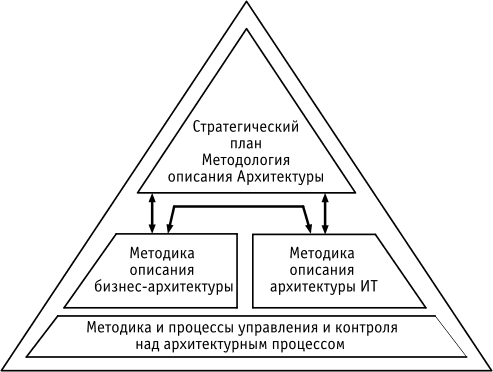 Стратегический
план
Методология
описания Архитектуры
Методика
описания
бизнес-архитектуры
Методика
описания
архитектуры ИТ
Методика и процессы управления и контроля
над архитектурным процессом